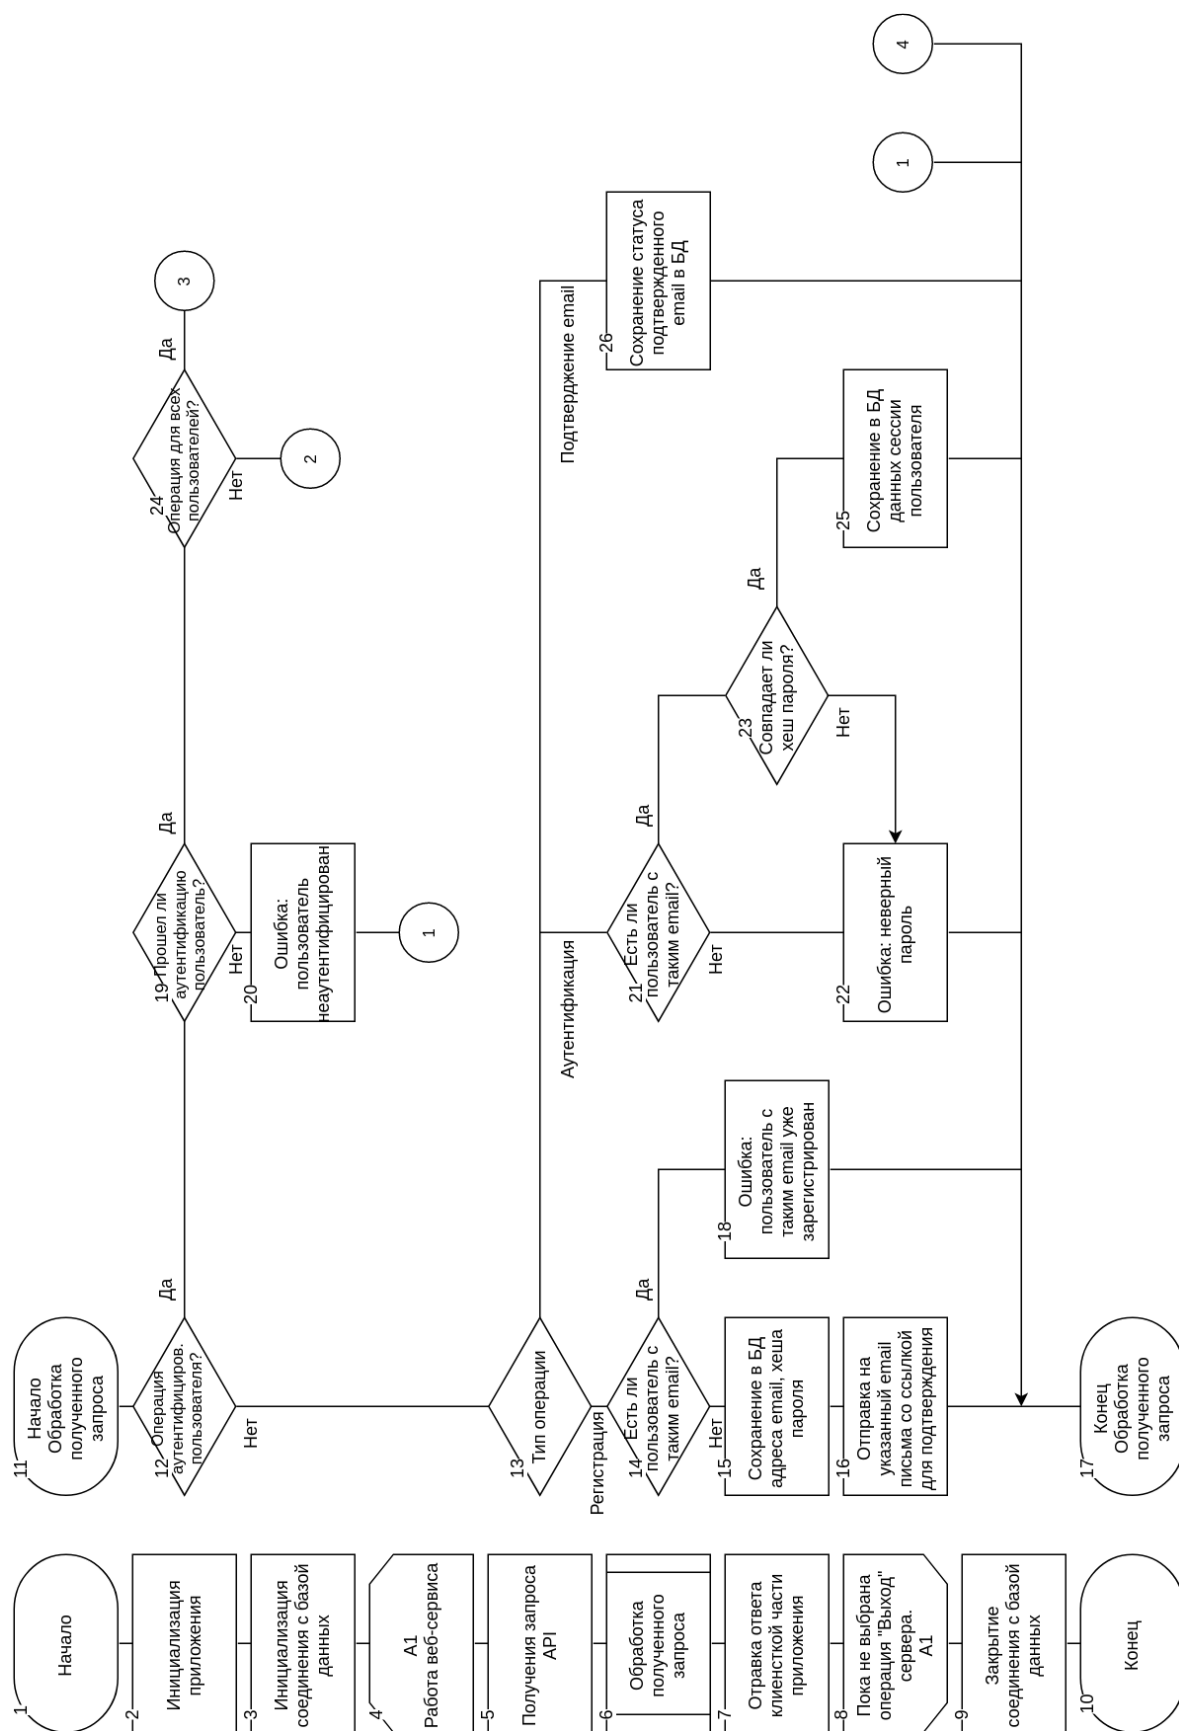 1
Начало
2
Инициализация
приложения
3
Инициализация
соединения с базой
данных
4
А1
Работа веб-сервиса
5
Получения запроса
API
6
Обработка
полученного
запроса
7
Отравка ответа
клиенсткой части
приложения
8
Пока не выбрана
операция "Выход"
сервера.
А1
9
Закрытие
соединения с базой
данных
10
Конец
11
Начало
Обработка
полученного
запроса
12
Операция
аутентифициров.
пользователя?
Да
Нет
13
Тип операции
Регистрация
14
Есть ли
пользователь с
таким email?
Да
Нет
15
Сохранение в БД
адреса email, хеша
пароля
16
Отправка на
указанный email
письма со ссылкой
для подтверждения
17
Конец
Обработка
полученного
запроса
18
Ошибка:
пользователь с
таким email уже
зарегистрирован
19
Прошел ли
аутентификацию
пользователь?
Да
Нет
20
Ошибка:
пользователь
неаутентифицирован
1
Аутентификация
21
Есть ли
пользователь с
таким email?
Да
Нет
22
Ошибка: неверный
пароль
23
Совпадает ли
хеш пароля?
Да
Нет
24
Операция для всех
пользователей?
Да
Нет
2
3
25
Сохранение в БД
данных сессии
пользователя
Подтверджение email
26
Сохранение статуса
подтвержденного
email в БД
1
4